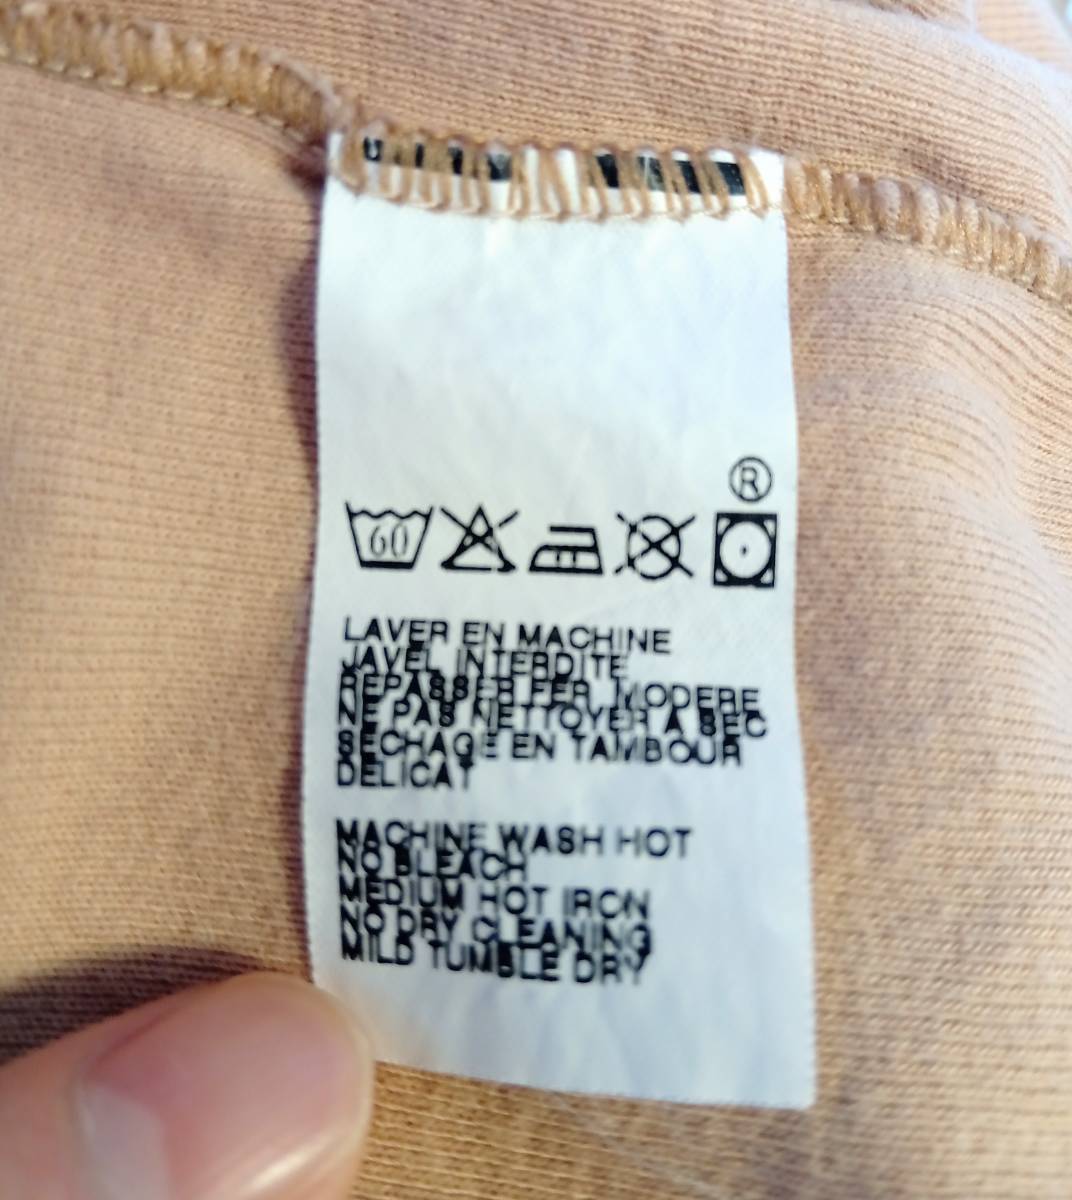 ®
60
LAVER EN MACHINE
JAVEL INTERDITE
REPASSER FER MODERE
NE PAS NETTOYER A SEC
SECHAGE EN TAMBOUR
DELICAT
MACHINE WASH HOT
NO BLEACH
MEDIUM HOT IRON
NO DRY CLEANING
MILD TUMBLE DRY